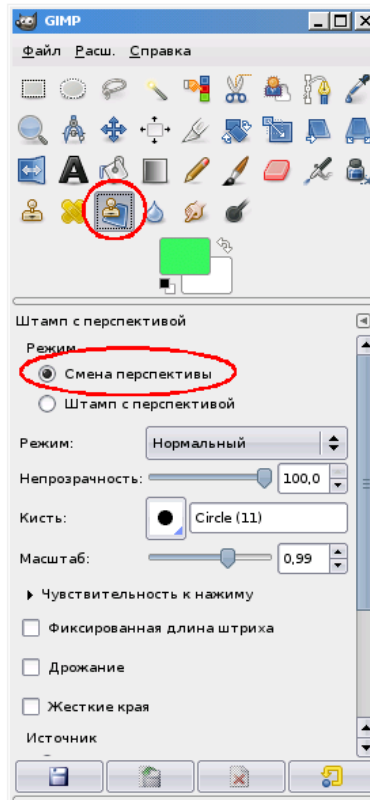 GIMP
Файл Расш. Справка
Штамп с перспективой
Режим
Смена перспективы
Штамп с перспективой
Режим: Нормальный
Непрозрачность: 100,0
Кисть: Circle (11)
Масштаб: 0,99
Чувствительность к нажиму
Фиксированная длина штриха
Дрожание
Жесткие края
Источник